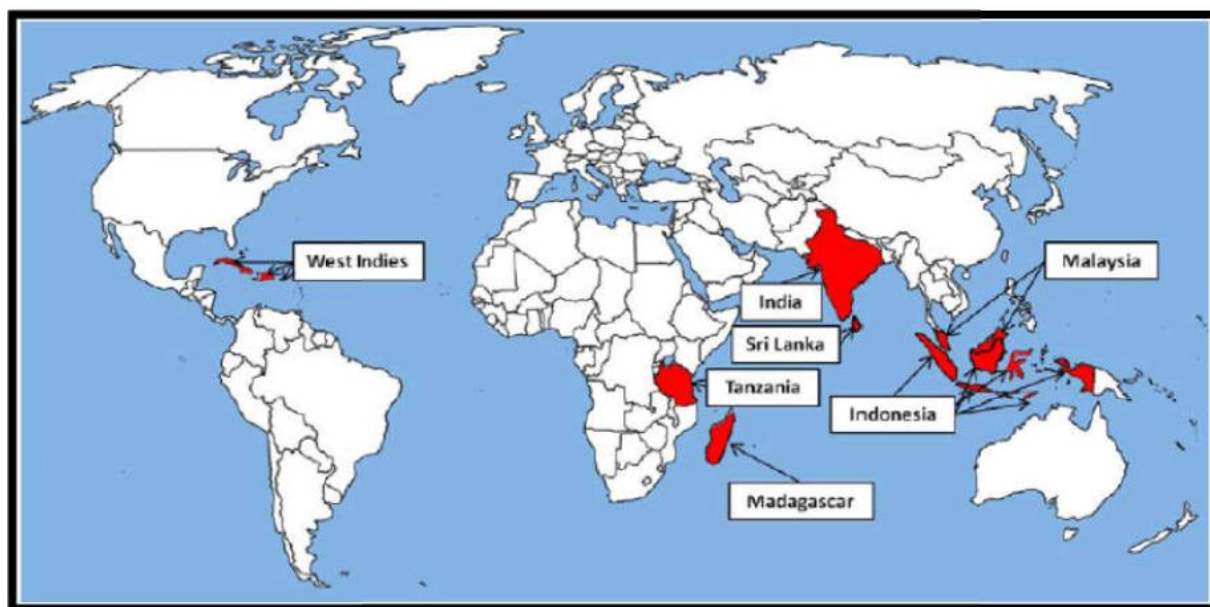 West Indies
Malaysia
India
Sri Lanka
Tanzania
Indonesia
Madagascar